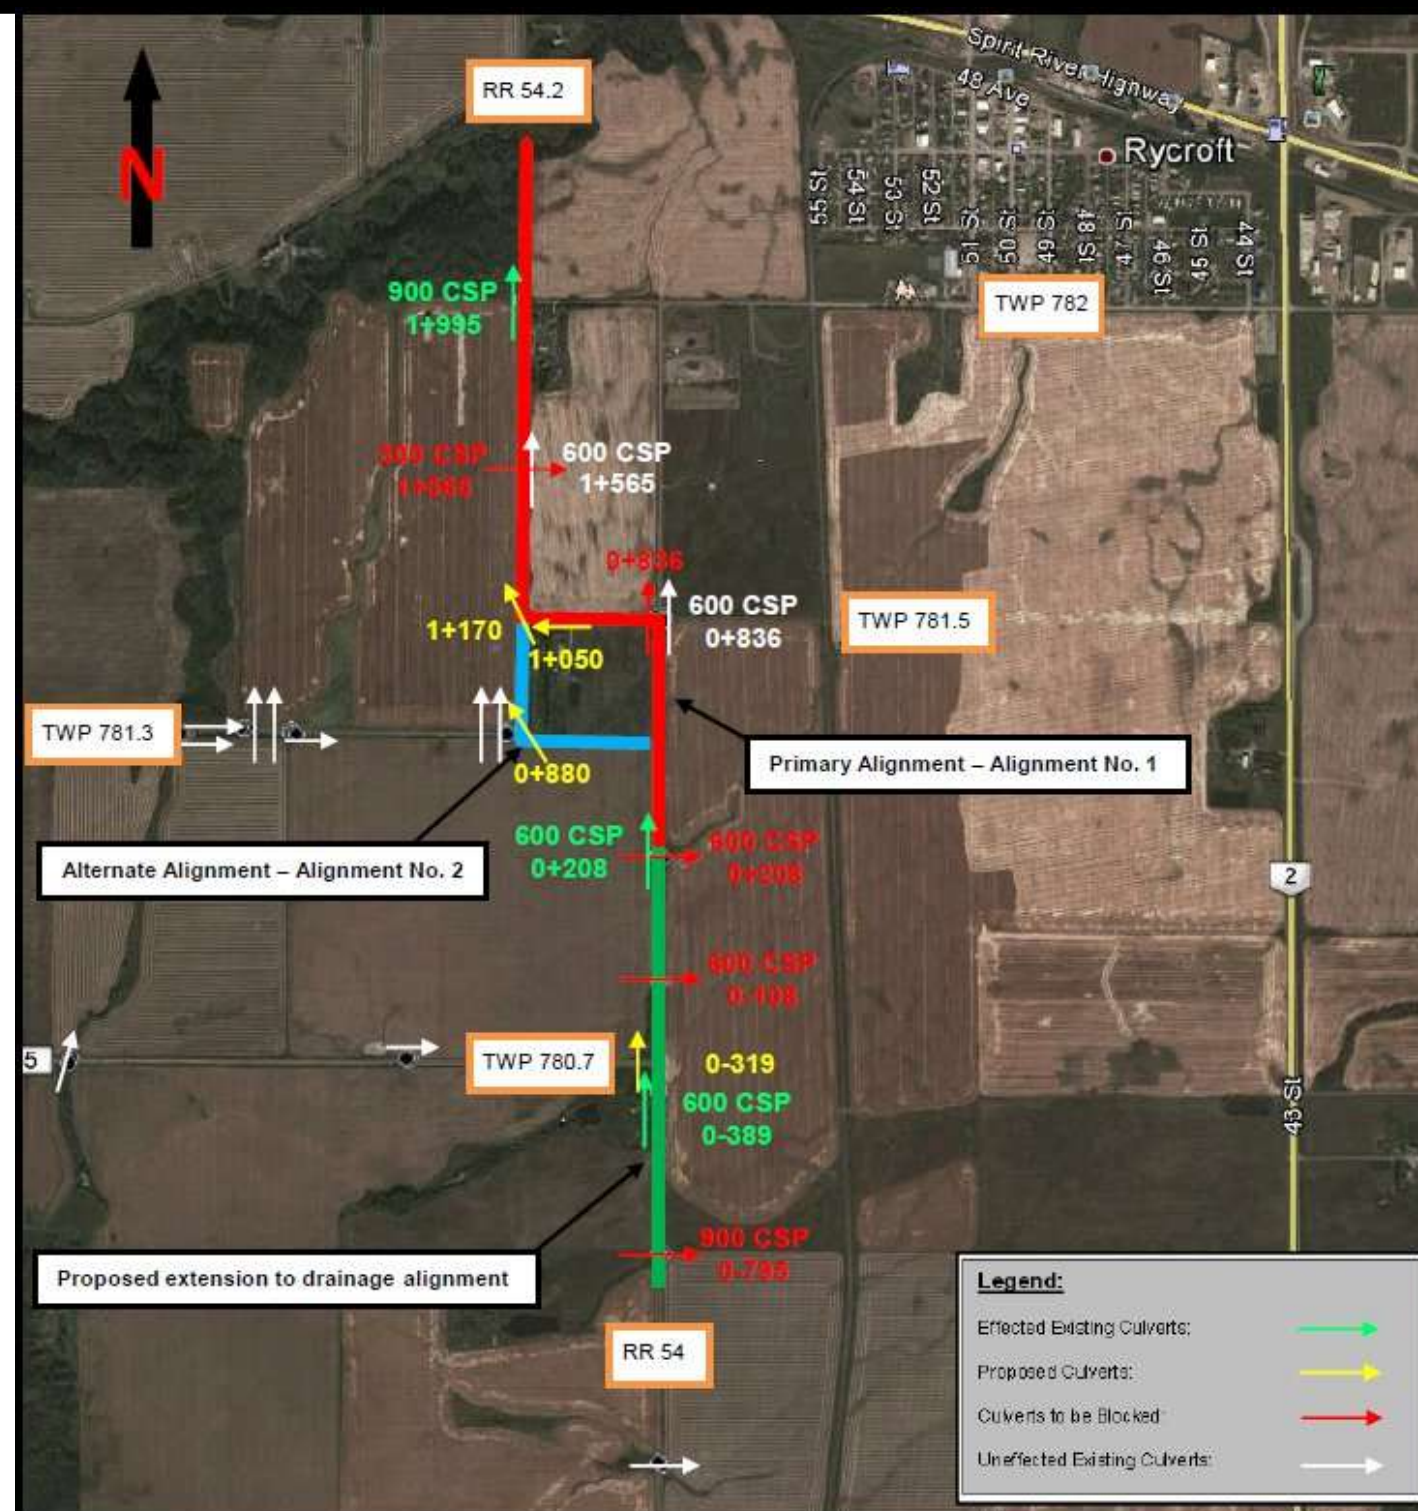 N
RR 54.2
Spirit River Highway
48 Ave
Rycroft
55 St
54 St
53 St
52 St
51 St
50 St
49 St
48 St
47 St
46 St
45 St
44 St
TWP 782
900 CSP
1+995
600 CSP
1+565
CSP
0+836
600 CSP
0+836
TWP 781.5
1+170
1+050
TWP 781.3
0+880
Primary Alignment – Alignment No. 1
600 CSP
0+208
600 CSP
0+208
Alternate Alignment – Alignment No. 2
2
600 CSP
0-108
5
TWP 780.7
0-319
600 CSP
0-389
43 St
900 CSP
Proposed extension to drainage alignment
RR 54
Legend:
Effected Existing Culverts:
Proposed Culverts:
Culverts to be Blocked:
Uneffected Existing Culverts: